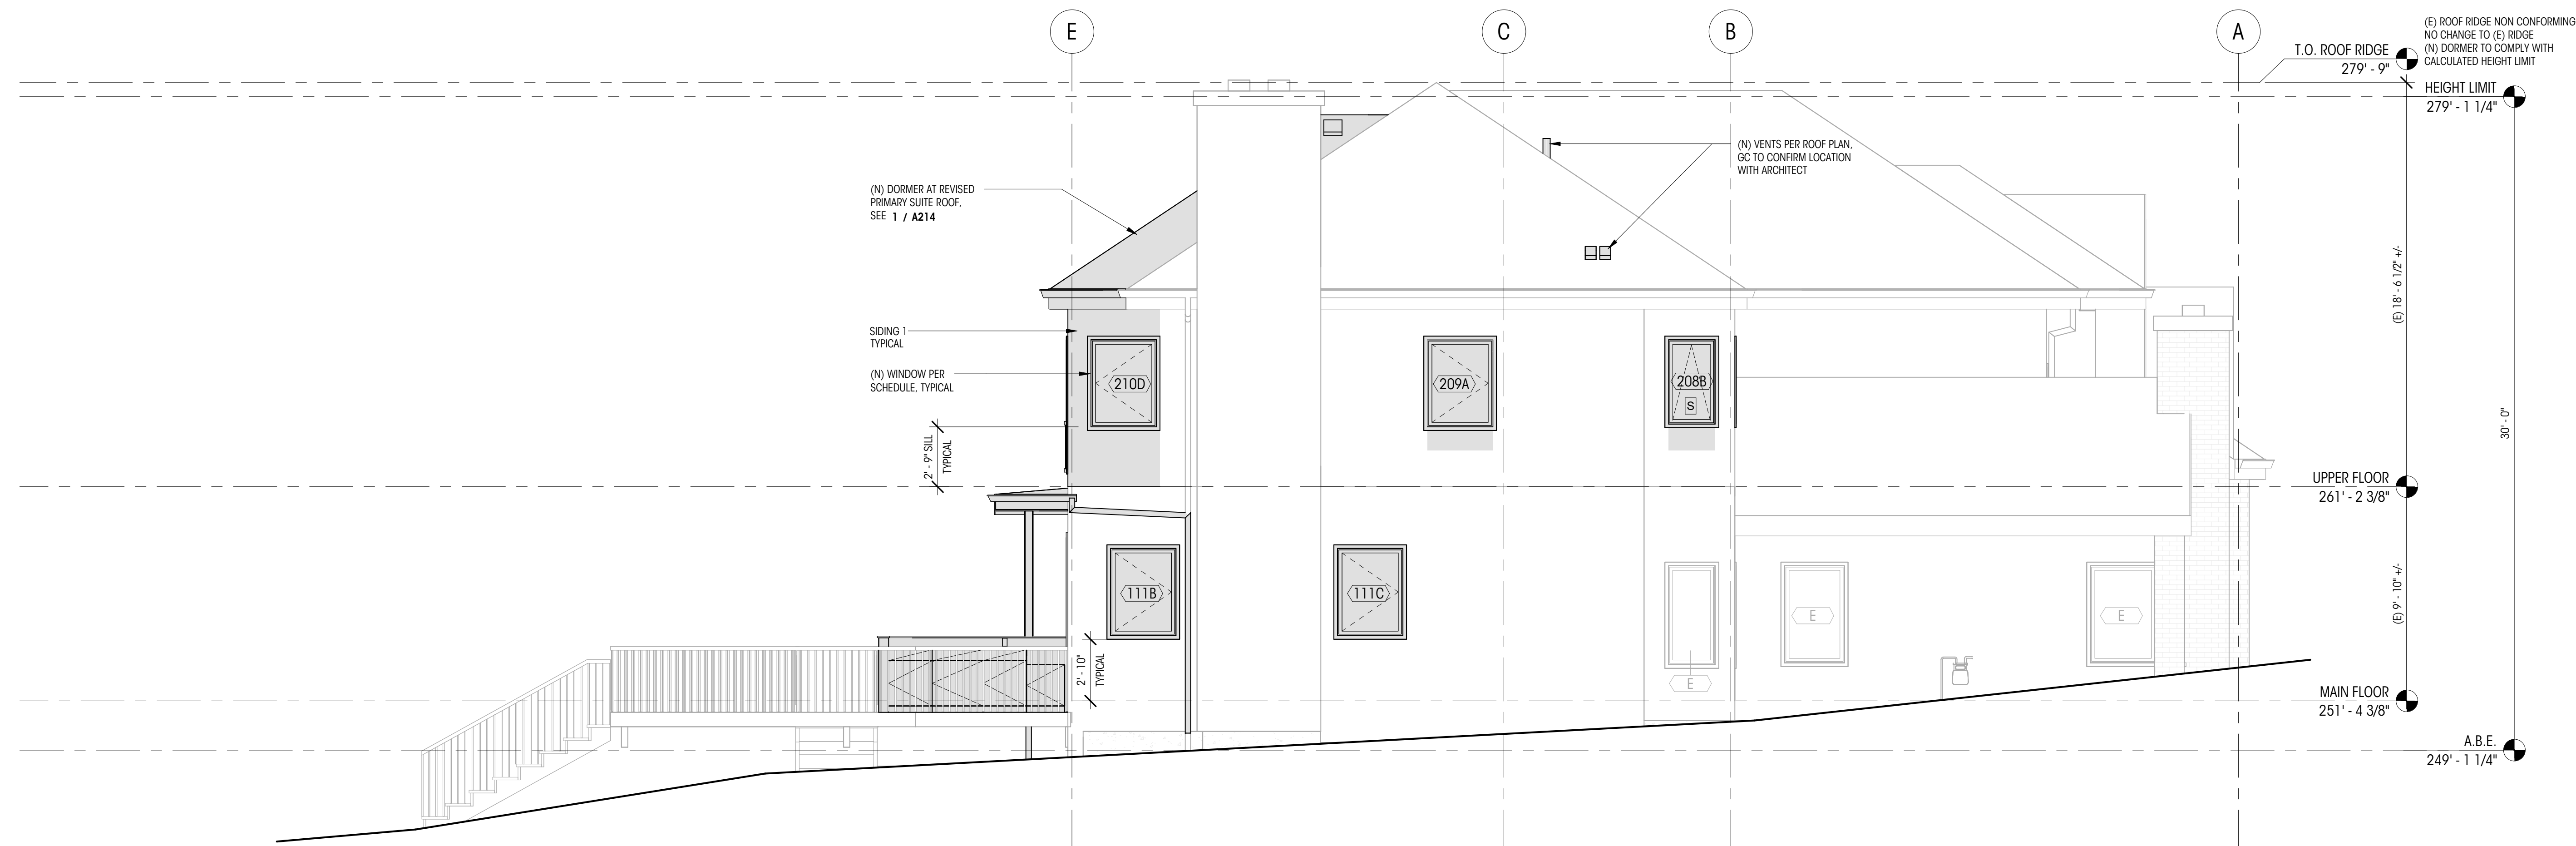 E
C
B
A
(E) ROOF RIDGE NON CONFORMING
NO CHANGE TO (E) RIDGE
(N) DORMER TO COMPLY WITH
CALCULATED HEIGHT LIMIT
T.O. ROOF RIDGE
279' - 9"
HEIGHT LIMIT
279' - 1 1/4"
(N) VENTS PER ROOF PLAN,
GC TO CONFIRM LOCATION
WITH ARCHITECT
(N) DORMER AT REVISED
PRIMARY SUITE ROOF,
SEE 1 / A214
(E) 18' - 6 1/2" +/-
SIDING 1
TYPICAL
(N) WINDOW PER
SCHEDULE, TYPICAL
210D
209A
208B
S
30' - 0"
2' - 9" SILL
TYPICAL
UPPER FLOOR
261' - 2 3/8"
111B
111C
E
E
E
(E) 9' - 10" +/-
2' - 10"
TYPICAL
MAIN FLOOR
251' - 4 3/8"
A.B.E.
249' - 1 1/4"